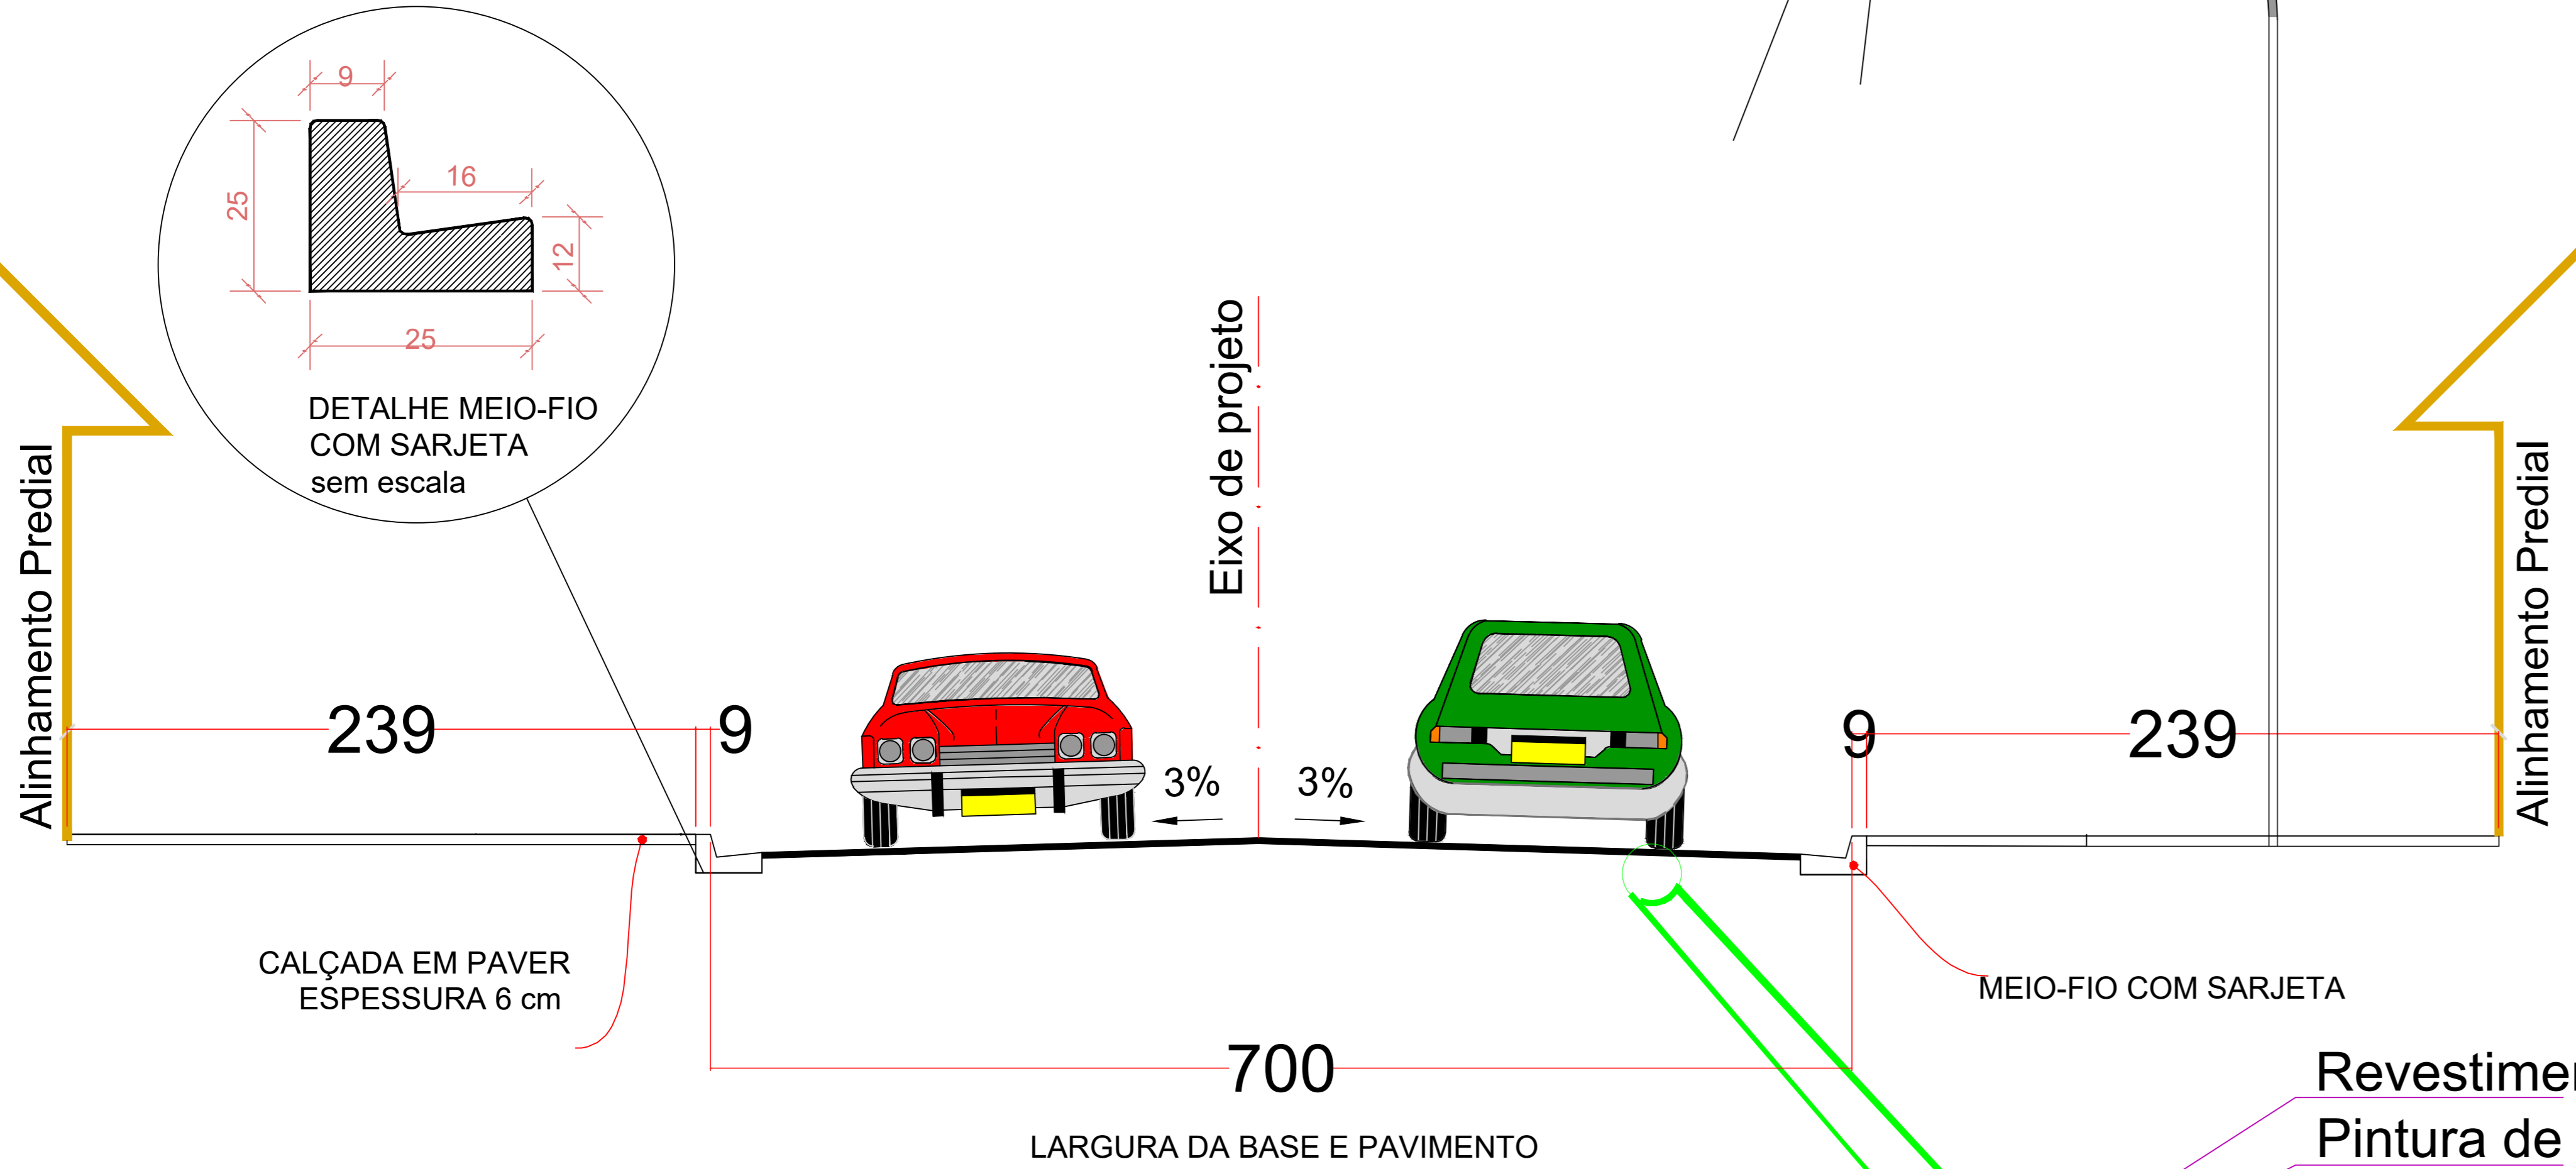 9
16
25
12
25
DETALHE MEIO-FIO
COM SARJETA
sem escala
Eixo de projeto
Alinhamento Predial
Alinhamento Predial
239
9
3%
3%
9
239
CALÇADA EM PAVER
ESPESSURA 6 cm
MEIO-FIO COM SARJETA
700
LARGURA DA BASE E PAVIMENTO
Pintura de